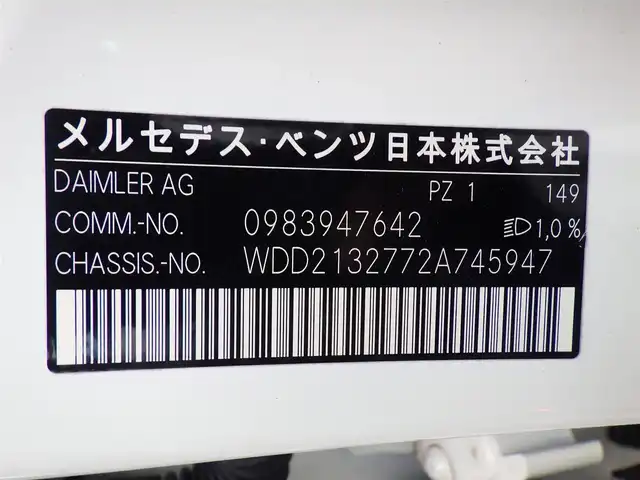 メルセデス・ベンツ日本株式会社
DAIMLER AG PZ 1 149
COMM.-NO. 0983947642 1,0 %
CHASSIS.-NO. WDD2132772A745947